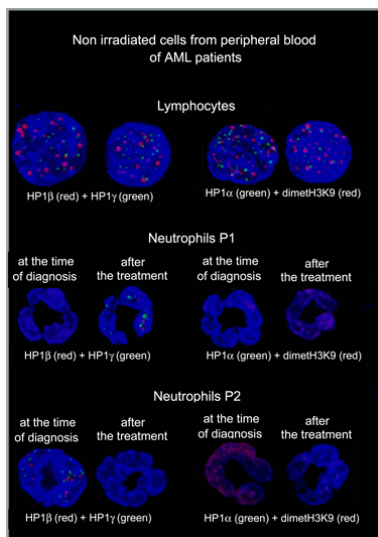 Non irradiated cells from peripheral blood
of AML patients
Lymphocytes
HP1β (red) + HP1γ (green)
HP1α (green) + dimetH3K9 (red)
Neutrophils P1
at the time
of diagnosis
after
the treatment
at the time
of diagnosis
after
the treatment
HP1β (red) + HP1γ (green)
HP1α (green) + dimetH3K9 (red)
Neutrophils P2
at the time
of diagnosis
after
the treatment
at the time
of diagnosis
after
the treatment
HP1β (red) + HP1γ (green)
HP1α (green) + dimetH3K9 (red)